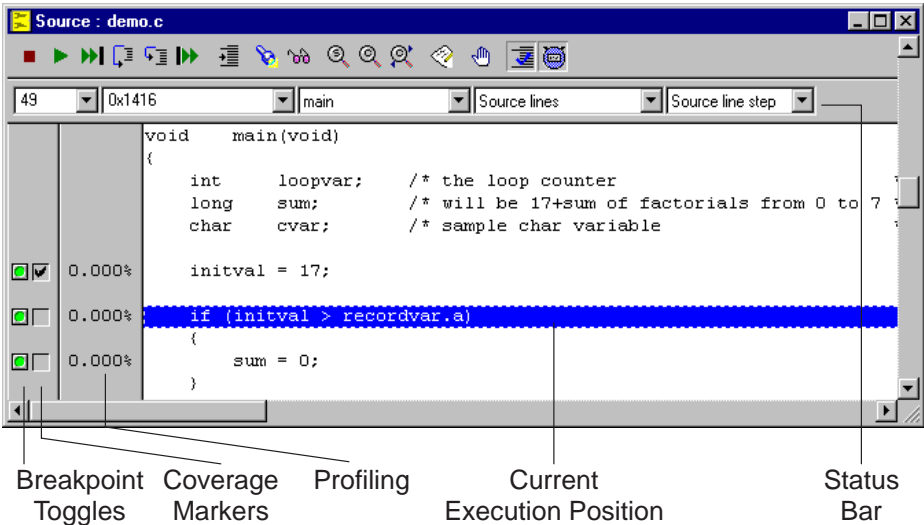 Source : demo.c
49 0x1416 main Source lines Source line step
void main(void)
{
int loopvar; /* the loop counter *
long sum; /* will be 17+sum of factorials from 0 to 7 *
char cvar; /* sample char variable *
0.000% initval = 17;
0.000% if (initval > recordvar.a)
{
0.000% sum = 0;
}
Breakpoint Toggles
Coverage Markers
Profiling
Current Execution Position
Status Bar